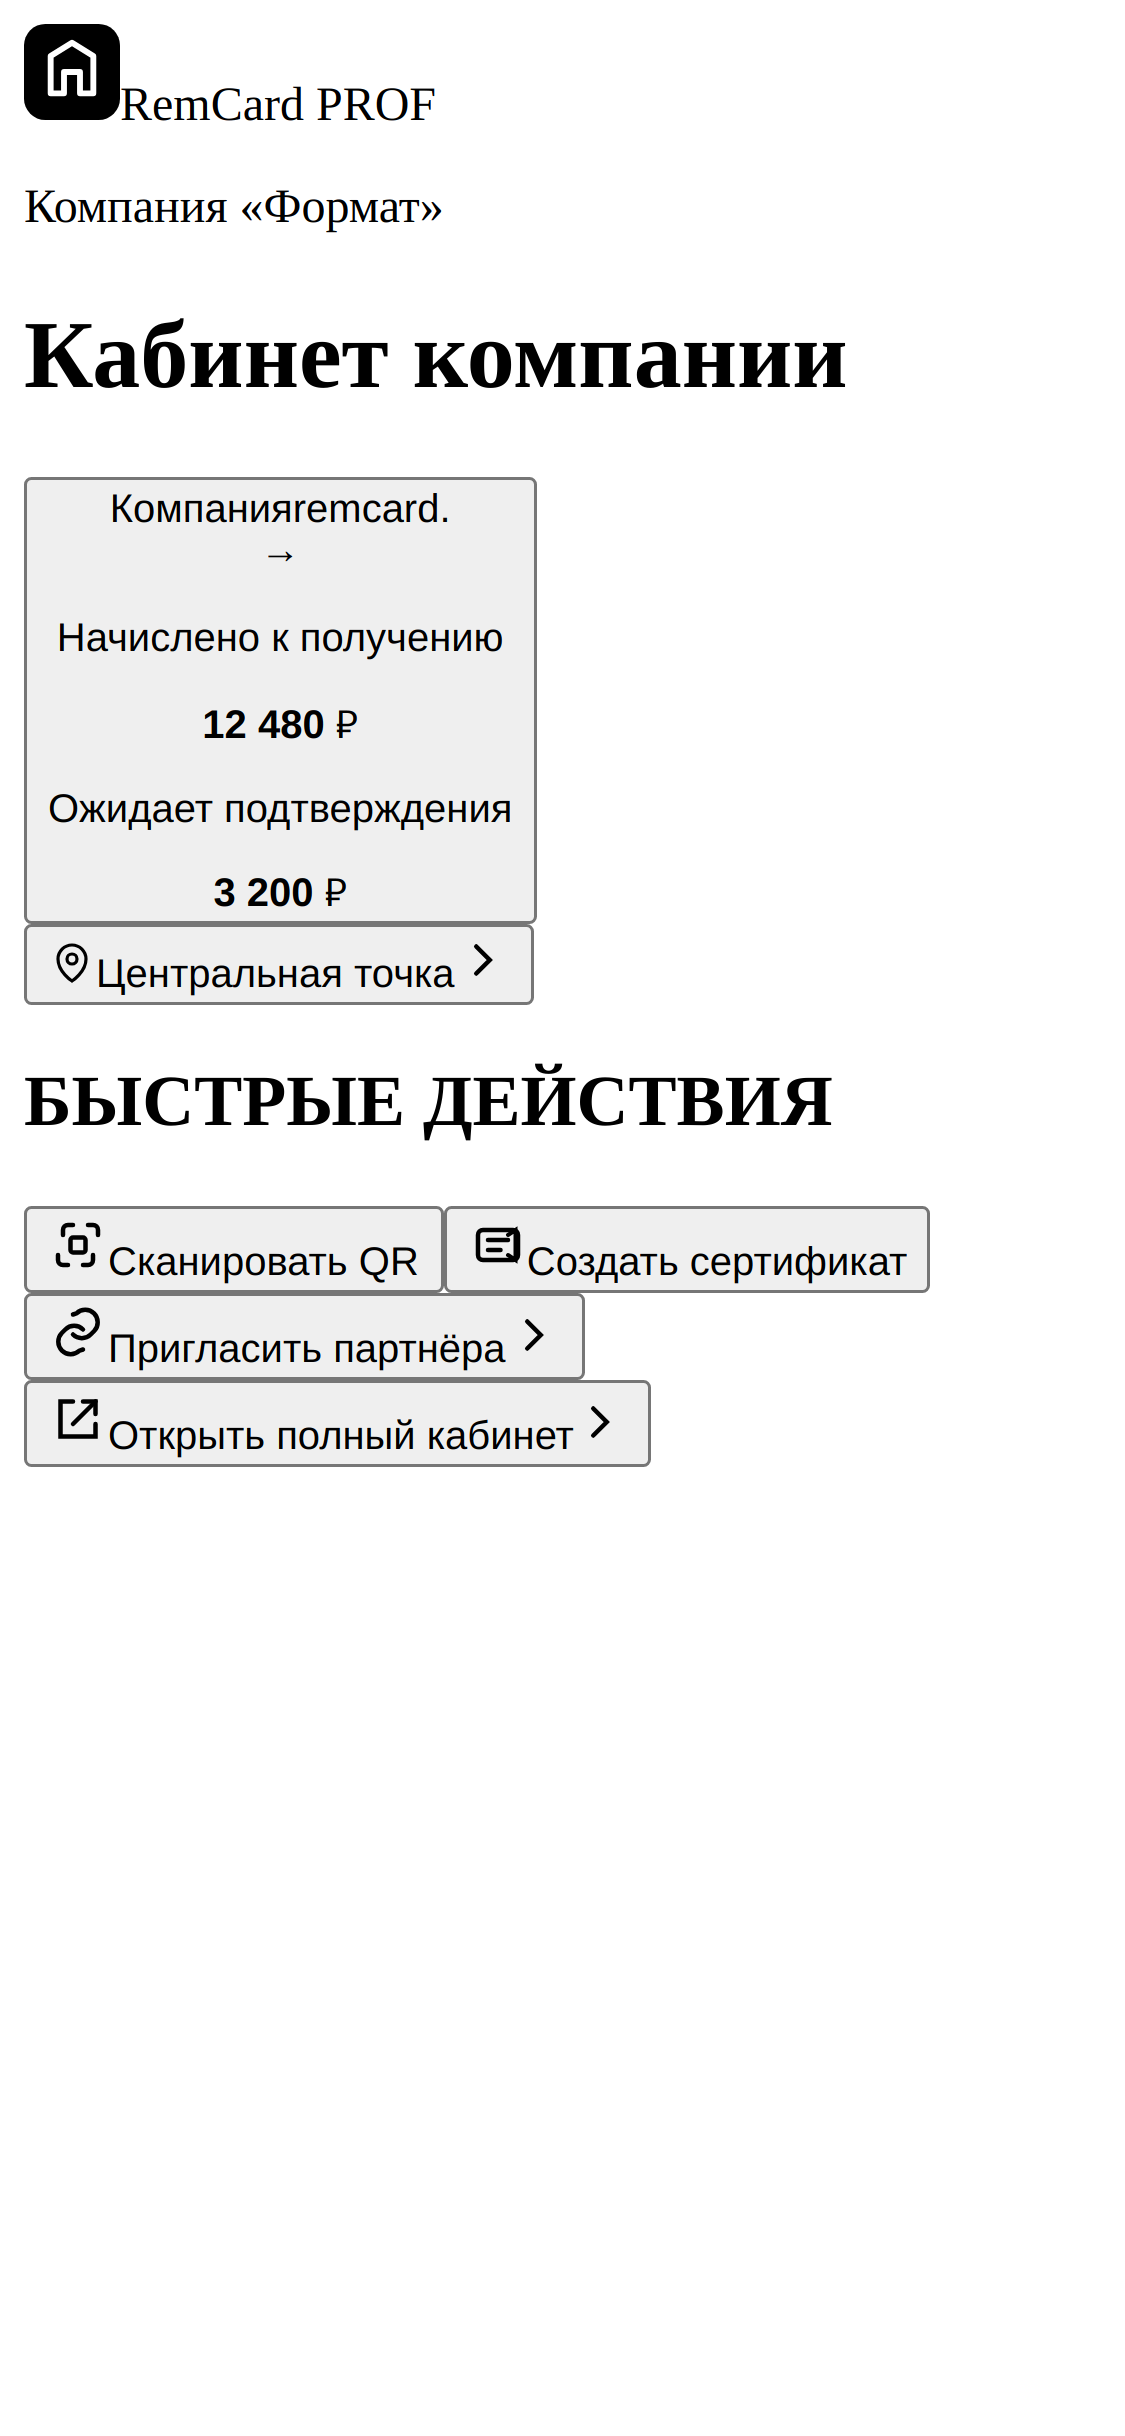 RemCard PROF
Компания «Формат»
Кабинет компании
Компанияremcard.
→
Начислено к получению
12 480 ₽
Ожидает подтверждения
3 200 ₽
Центральная точка
БЫСТРЫЕ ДЕЙСТВИЯ
Сканировать QR
Создать сертификат
Пригласить партнёра
Открыть полный кабинет